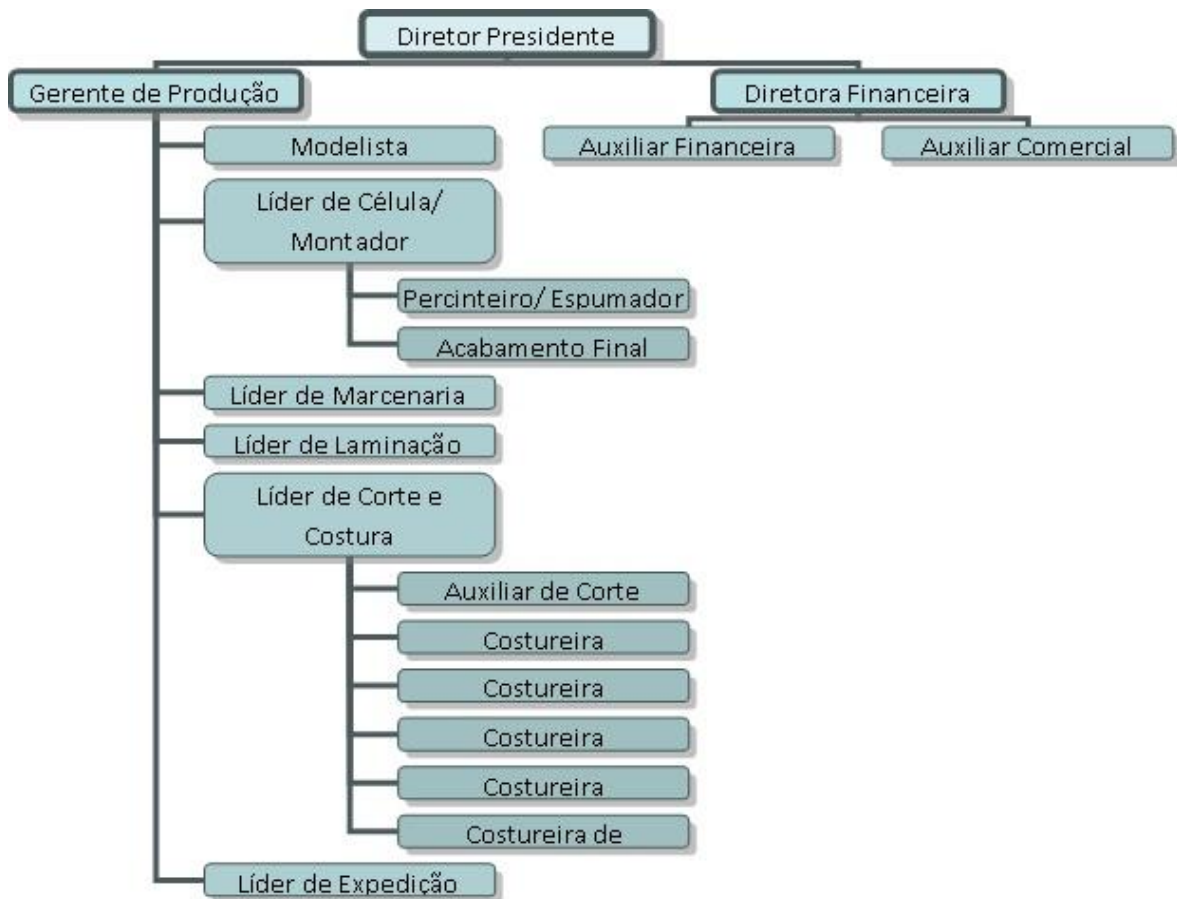 Diretor Presidente
Gerente de Produção
Diretora Financeira
Modelista
Auxiliar Financeira
Auxiliar Comercial
Líder de Célula/
Montador
Percinteiro/ Espumador
Acabamento Final
Líder de Marcenaria
Líder de Laminação
Líder de Corte e
Costura
Auxiliar de Corte
Costureira
Costureira
Costureira
Costureira
Costureira de
Líder de Expedição